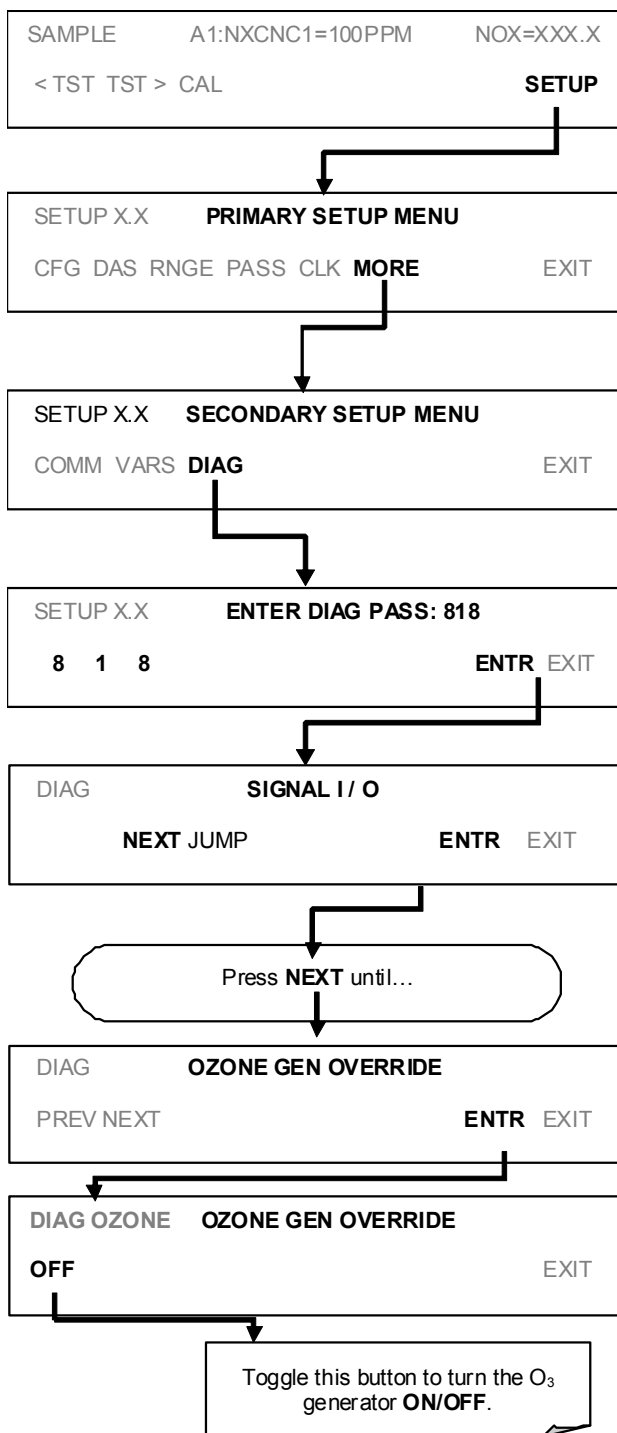 SAMPLE A1:NXCNC1=100PPM NOX=XXX.X
< TST TST > CAL SETUP
SETUP X.X PRIMARY SETUP MENU
CFG DAS RNGE PASS CLK MORE EXIT
SETUP X.X SECONDARY SETUP MENU
COMM VARS DIAG EXIT
SETUP X.X ENTER DIAG PASS: 818
8 1 8 ENTR EXIT
DIAG SIGNAL I / O
NEXT JUMP ENTR EXIT
Press NEXT until…
DIAG OZONE GEN OVERRIDE
PREV NEXT ENTR EXIT
DIAG OZONE OZONE GEN OVERRIDE
OFF EXIT
Toggle this button to turn the O₃
generator ON/OFF.